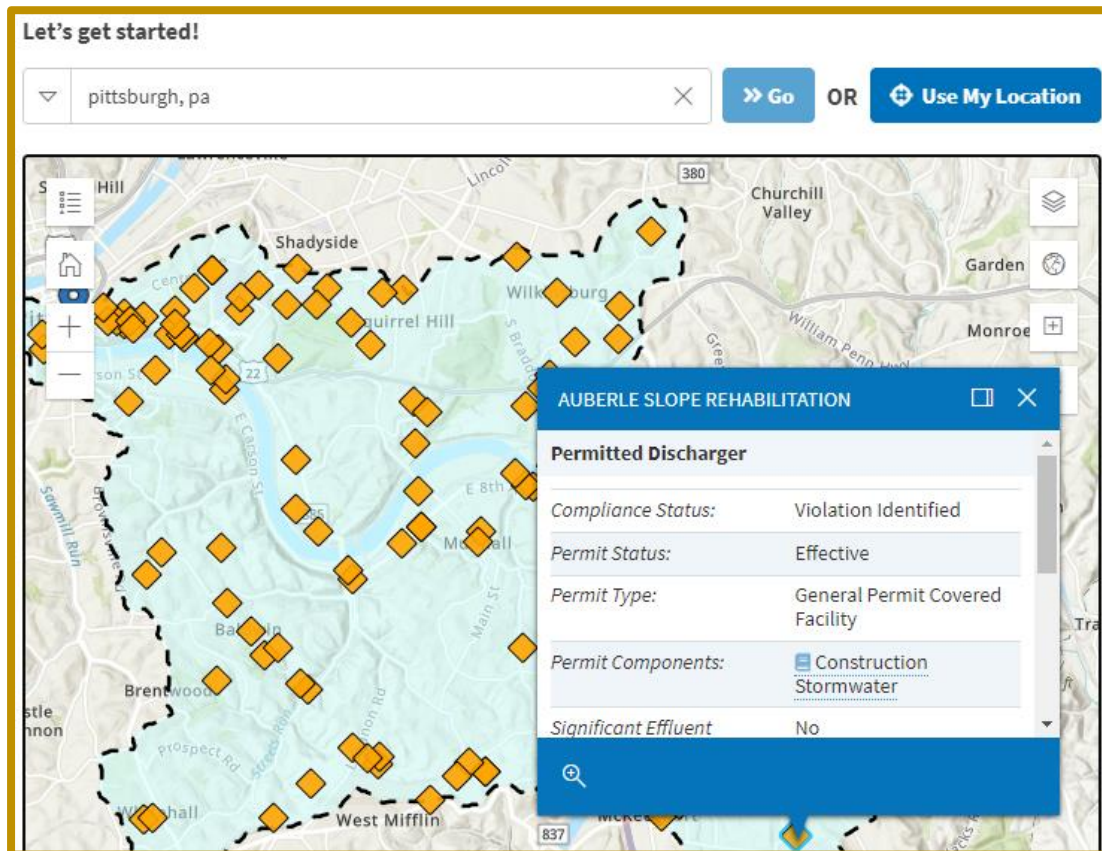 Let's get started!
pittsburgh, pa
Go
OR
Use My Location
Hill
380
Churchill
Valley
Shadyside
Garden
Monroe
William Penn Hwy
22
E Carson St
E 8th
Sawmill Run
Main St
Brentwood
Prospect Rd
Streets Run
West Mifflin
837
AUBERLE SLOPE REHABILITATION
Permitted Discharger
Compliance Status: Violation Identified
Permit Status: Effective
Permit Type: General Permit Covered
Facility
Permit Components: Construction
Stormwater
Significant Effluent No